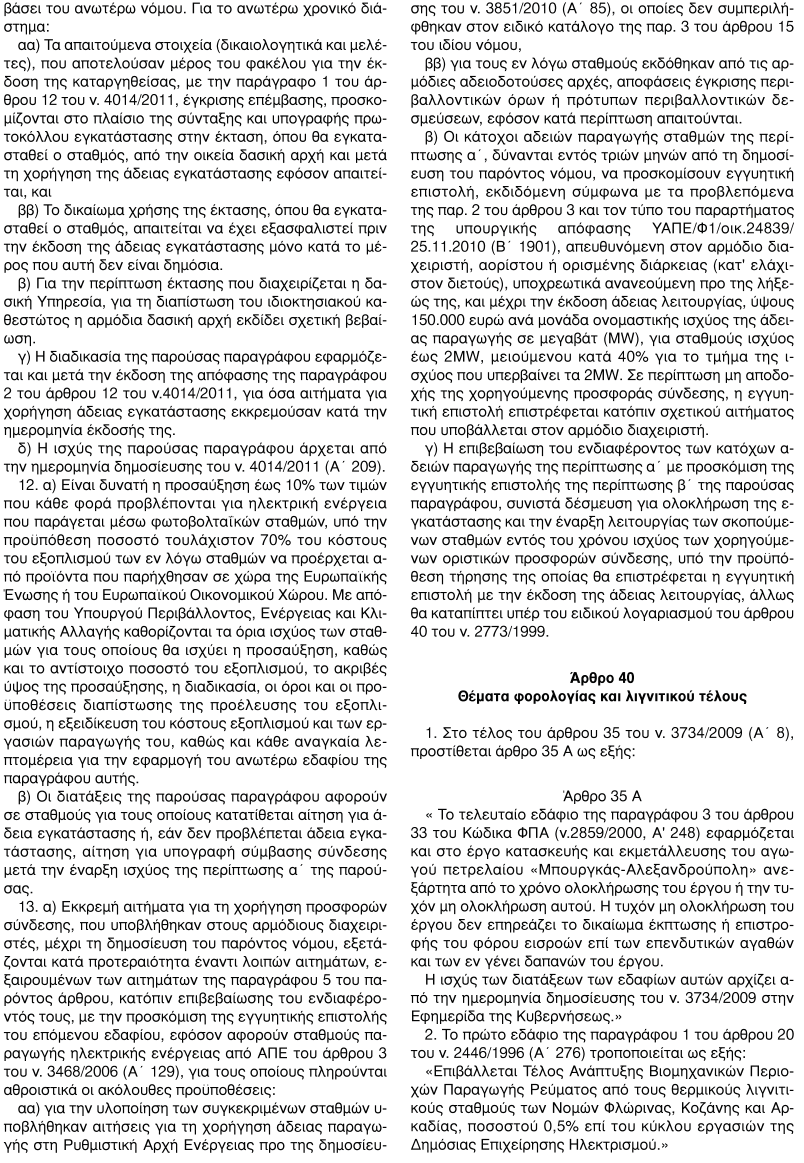 βάσει του ανωτέρω νόμου. Για το ανωτέρω χρονικό διά-
στημα:
αα) Τα απαιτούμενα στοιχεία (δικαιολογητικά και μελέ-
τες), που αποτελούσαν μέρος του φακέλου για την έκ-
δοση της καταργηθείσας, με την παράγραφο 1 του άρ-
θρου 12 του ν. 4014/2011, έγκρισης επέμβασης, προσκο-
μίζονται στο πλαίσιο της σύνταξης και υπογραφής πρω-
τοκόλλου εγκατάστασης στην έκταση, όπου θα εγκατα-
σταθεί ο σταθμός, από την οικεία δασική αρχή και μετά
τη χορήγηση της άδειας εγκατάστασης εφόσον απαιτεί-
ται, και
ββ) Το δικαίωμα χρήσης της έκτασης, όπου θα εγκατα-
σταθεί ο σταθμός, απαιτείται να έχει εξασφαλιστεί πριν
την έκδοση της άδειας εγκατάστασης μόνο κατά το μέ-
ρος που αυτή δεν είναι δημόσια.
β) Για την περίπτωση έκτασης που διαχειρίζεται η δα-
σική Υπηρεσία, για τη διαπίστωση του ιδιοκτησιακού κα-
θεστώτος η αρμόδια δασική αρχή εκδίδει σχετική βεβαί-
ωση.
γ) Η διαδικασία της παρούσας παραγράφου εφαρμόζε-
ται και μετά την έκδοση της απόφασης της παραγράφου
2 του άρθρου 12 του ν.4014/2011, για όσα αιτήματα για
χορήγηση άδειας εγκατάστασης εκκρεμούσαν κατά την
ημερομηνία έκδοσής της.
δ) Η ισχύς της παρούσας παραγράφου άρχεται από
την ημερομηνία δημοσίευσης του ν. 4014/2011 (Α΄ 209).
12. α) Είναι δυνατή η προσαύξηση έως 10% των τιμών
που κάθε φορά προβλέπονται για ηλεκτρική ενέργεια
που παράγεται μέσω φωτοβολταϊκών σταθμών, υπό την
προϋπόθεση ποσοστό τουλάχιστον 70% του κόστους
του εξοπλισμού των εν λόγω σταθμών να προέρχεται α-
πό προϊόντα που παρήχθησαν σε χώρα της Ευρωπαϊκής
Ένωσης ή του Ευρωπαϊκού Οικονομικού Χώρου. Με από-
φαση του Υπουργού Περιβάλλοντος, Ενέργειας και Κλι-
ματικής Αλλαγής καθορίζονται τα όρια ισχύος των σταθ-
μών για τους οποίους θα ισχύει η προσαύξηση, καθώς
και το αντίστοιχο ποσοστό του εξοπλισμού, το ακριβές
ύψος της προσαύξησης, η διαδικασία, οι όροι και οι προ-
ϋποθέσεις διαπίστωσης της προέλευσης του εξοπλι-
σμού, η εξειδίκευση του κόστους εξοπλισμού και των ερ-
γασιών παραγωγής του, καθώς και κάθε αναγκαία λε-
πτομέρεια για την εφαρμογή του ανωτέρω εδαφίου της
παραγράφου αυτής.
β) Οι διατάξεις της παρούσας παραγράφου αφορούν
σε σταθμούς για τους οποίους κατατίθεται αίτηση για ά-
δεια εγκατάστασης ή, εάν δεν προβλέπεται άδεια εγκα-
τάστασης, αίτηση για υπογραφή σύμβασης σύνδεσης
μετά την έναρξη ισχύος της περίπτωσης α΄ της παρού-
σας.
13. α) Εκκρεμή αιτήματα για τη χορήγηση προσφορών
σύνδεσης, που υποβλήθηκαν στους αρμόδιους διαχειρι-
στές, μέχρι τη δημοσίευση του παρόντος νόμου, εξετά-
ζονται κατά προτεραιότητα έναντι λοιπών αιτημάτων, ε-
ξαιρουμένων των αιτημάτων της παραγράφου 5 του πα-
ρόντος άρθρου, κατόπιν επιβεβαίωσης του ενδιαφέρο-
ντός τους, με την προσκόμιση της εγγυητικής επιστολής
του επόμενου εδαφίου, εφόσον αφορούν σταθμούς πα-
ραγωγής ηλεκτρικής ενέργειας από ΑΠΕ του άρθρου 3
του ν. 3468/2006 (Α΄ 129), για τους οποίους πληρούνται
αθροιστικά οι ακόλουθες προϋποθέσεις:
αα) για την υλοποίηση των συγκεκριμένων σταθμών υ-
ποβλήθηκαν αιτήσεις για τη χορήγηση άδειας παραγω-
γής στη Ρυθμιστική Αρχή Ενέργειας προ της δημοσίευ-
σης του ν. 3851/2010 (Α΄ 85), οι οποίες δεν συμπεριλή-
φθηκαν στον ειδικό κατάλογο της παρ. 3 του άρθρου 15
του ιδίου νόμου,
ββ) για τους εν λόγω σταθμούς εκδόθηκαν από τις αρ-
μόδιες αδειοδοτούσες αρχές, αποφάσεις έγκρισης περι-
βαλλοντικών όρων ή πρότυπων περιβαλλοντικών δε-
σμεύσεων, εφόσον κατά περίπτωση απαιτούνται.
β) Οι κάτοχοι αδειών παραγωγής σταθμών της περί-
πτωσης α΄, δύνανται εντός τριών μηνών από τη δημοσί-
ευση του παρόντος νόμου, να προσκομίσουν εγγυητική
επιστολή, εκδιδόμενη σύμφωνα με τα προβλεπόμενα
της παρ. 2 του άρθρου 3 και τον τύπο του παραρτήματος
της υπουργικής απόφασης ΥΑΠΕ/Φ1/οικ.24839/
25.11.2010 (Β΄ 1901), απευθυνόμενη στον αρμόδιο δια-
χειριστή, αορίστου ή ορισμένης διάρκειας (κατ' ελάχι-
στον διετούς), υποχρεωτικά ανανεούμενη προ της λήξε-
ώς της, και μέχρι την έκδοση άδειας λειτουργίας, ύψους
150.000 ευρώ ανά μονάδα ονομαστικής ισχύος της άδει-
ας παραγωγής σε μεγαβάτ (MW), για σταθμούς ισχύος
έως 2MW, μειούμενου κατά 40% για το τμήμα της ι-
σχύος που υπερβαίνει τα 2MW. Σε περίπτωση μη αποδο-
χής της χορηγούμενης προσφοράς σύνδεσης, η εγγυη-
τική επιστολή επιστρέφεται κατόπιν σχετικού αιτήματος
που υποβάλλεται στον αρμόδιο διαχειριστή.
γ) Η επιβεβαίωση του ενδιαφέροντος των κατόχων α-
δειών παραγωγής της περίπτωσης α΄ με προσκόμιση της
εγγυητικής επιστολής της περίπτωσης β΄ της παρούσας
παραγράφου, συνιστά δέσμευση για ολοκλήρωση της ε-
γκατάστασης και την έναρξη λειτουργίας των σκοπούμε-
νων σταθμών εντός του χρόνου ισχύος των χορηγούμε-
νων οριστικών προσφορών σύνδεσης, υπό την προϋπό-
θεση τήρησης της οποίας θα επιστρέφεται η εγγυητική
επιστολή με την έκδοση της άδειας λειτουργίας, άλλως
θα καταπίπτει υπέρ του ειδικού λογαριασμού του άρθρου
40 του ν. 2773/1999.
Άρθρο 40
Θέματα φορολογίας και λιγνιτικού τέλους
1. Στο τέλος του άρθρου 35 του ν. 3734/2009 (Α΄ 8),
προστίθεται άρθρο 35 Α ως εξής:
Άρθρο 35 Α
« Το τελευταίο εδάφιο της παραγράφου 3 του άρθρου
33 του Κώδικα ΦΠΑ (ν.2859/2000, Α' 248) εφαρμόζεται
και στο έργο κατασκευής και εκμετάλλευσης του αγω-
γού πετρελαίου «Μπουργκάς-Αλεξανδρούπολη» ανε-
ξάρτητα από το χρόνο ολοκλήρωσης του έργου ή την τυ-
χόν μη ολοκλήρωση αυτού. Η τυχόν μη ολοκλήρωση του
έργου δεν επηρεάζει το δικαίωμα έκπτωσης ή επιστρο-
φής του φόρου εισροών επί των επενδυτικών αγαθών
και των εν γένει δαπανών του έργου.
Η ισχύς των διατάξεων των εδαφίων αυτών αρχίζει α-
πό την ημερομηνία δημοσίευσης του ν. 3734/2009 στην
Εφημερίδα της Κυβερνήσεως.»
2. Το πρώτο εδάφιο της παραγράφου 1 του άρθρου 20
του ν. 2446/1996 (Α΄ 276) τροποποιείται ως εξής:
«Επιβάλλεται Τέλος Ανάπτυξης Βιομηχανικών Περιο-
χών Παραγωγής Ρεύματος από τους θερμικούς λιγνιτι-
κούς σταθμούς των Νομών Φλώρινας, Κοζάνης και Αρ-
καδίας, ποσοστού 0,5% επί του κύκλου εργασιών της
Δημόσιας Επιχείρησης Ηλεκτρισμού.»